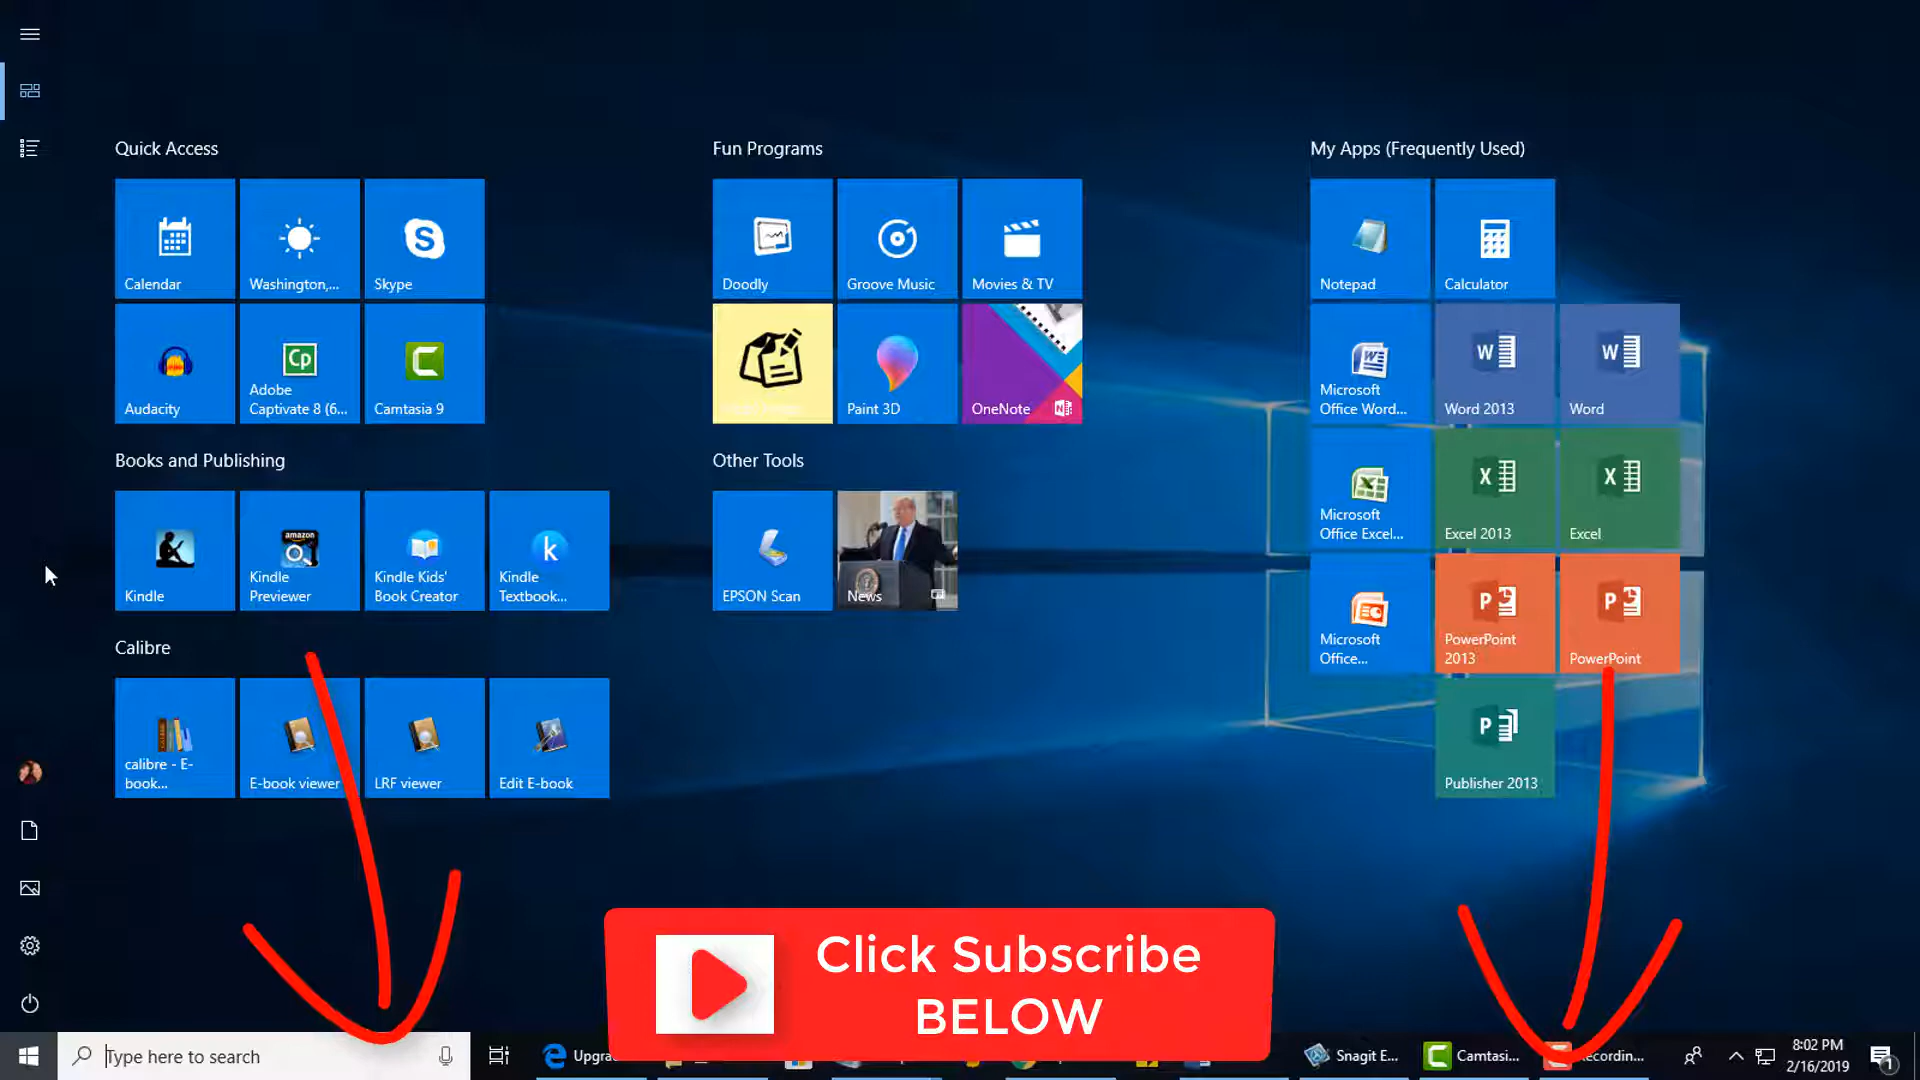 Quick Access
Fun Programs
My Apps (Frequently Used)
Calendar
Washington,...
Skype
Doodly
Groove Music
Movies & TV
Notepad
Calculator
Audacity
Cp
Adobe
Captivate 8 (6...
Camtasia 9
Paint 3D
OneNote
Microsoft
Office Word...
Word 2013
Word
Books and Publishing
Other Tools
Microsoft
Office Excel...
Excel 2013
Excel
Kindle
amazon
Kindle
Previewer
Kindle Kids'
Book Creator
Kindle
Textbook...
EPSON Scan
News
Microsoft
Office...
PowerPoint
2013
PowerPoint
Calibre
calibre - E-
book...
E-book viewer
LRF viewer
Edit E-book
Publisher 2013
Click Subscribe
BELOW
Type here to search
Upgra
Snagit E...
Camtasi...
ecordin...
8:02 PM
2/16/2019
1